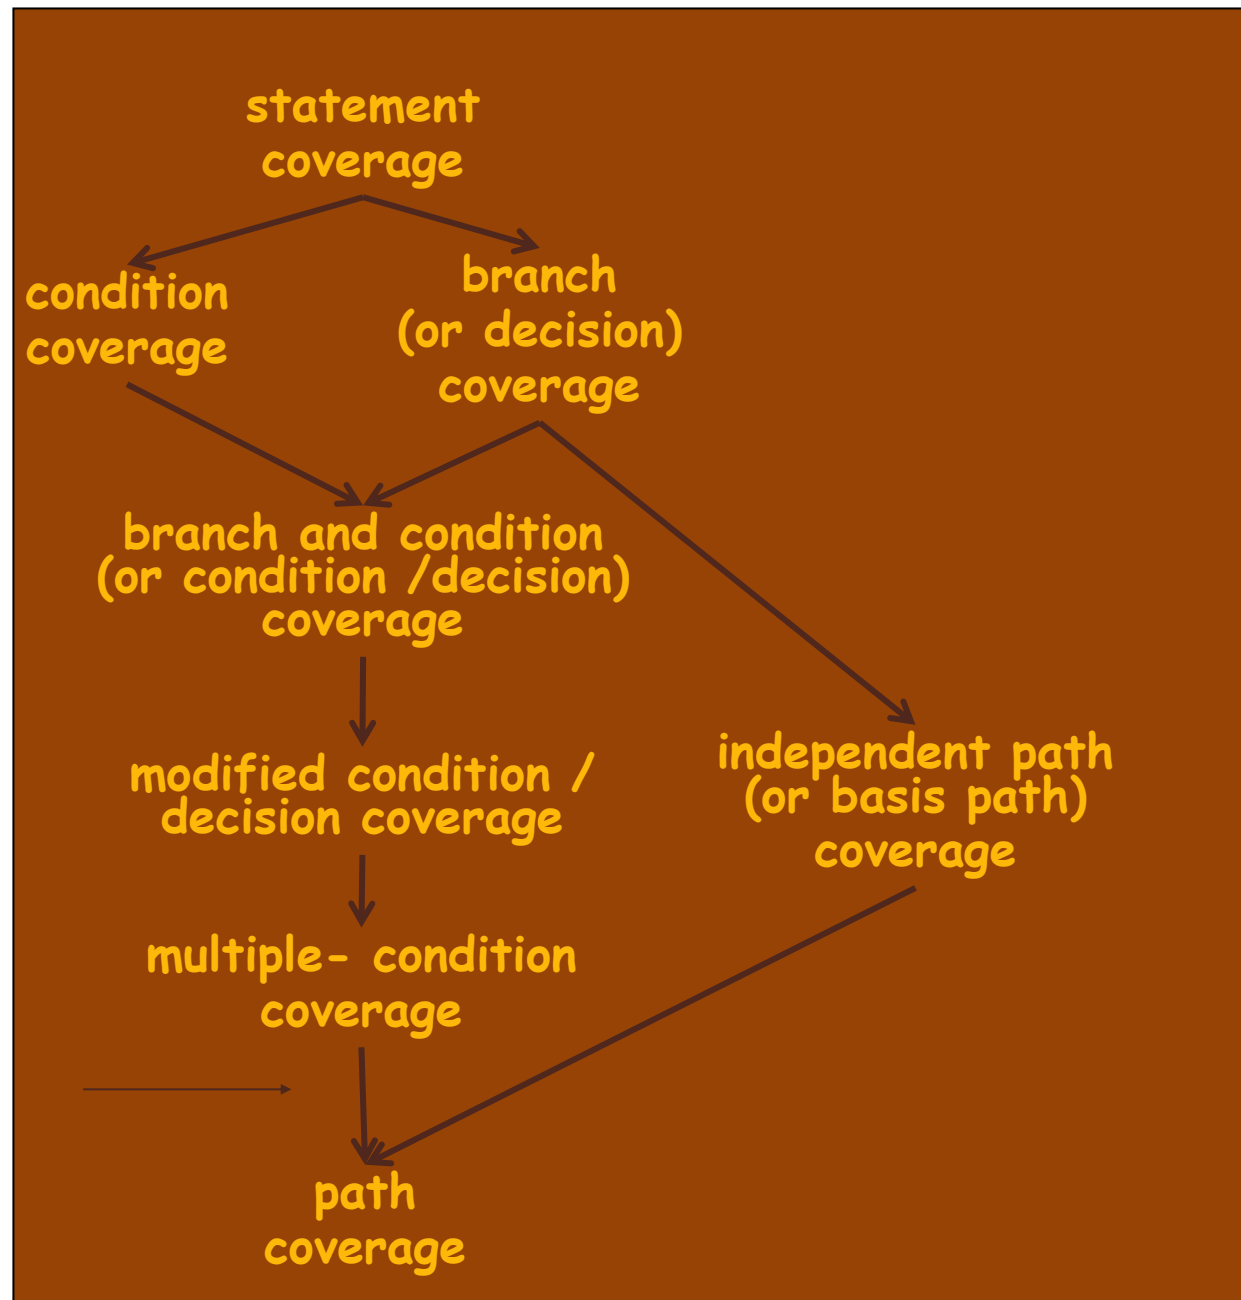 statement
coverage
condition
coverage
branch
(or decision)
coverage
branch and condition
(or condition /decision)
coverage
modified condition /
decision coverage
independent path
(or basis path)
coverage
multiple- condition
coverage
path
coverage